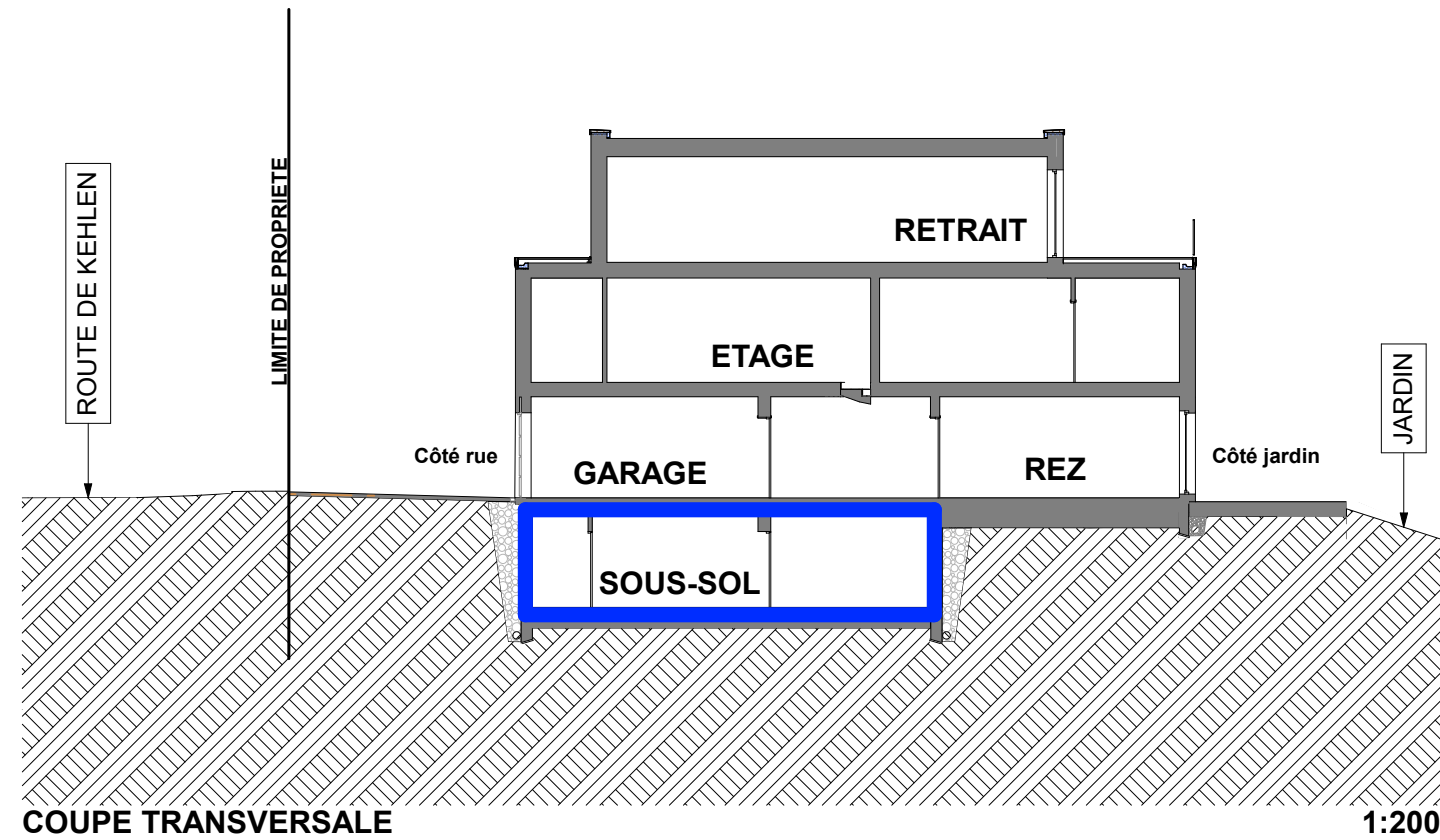 ROUTE DE KEHLEN
LIMITE DE PROPRIETE
RETRAIT
ETAGE
JARDIN
Côté rue
GARAGE
REZ
Côté jardin
SOUS-SOL
COUPE TRANSVERSALE
1:200